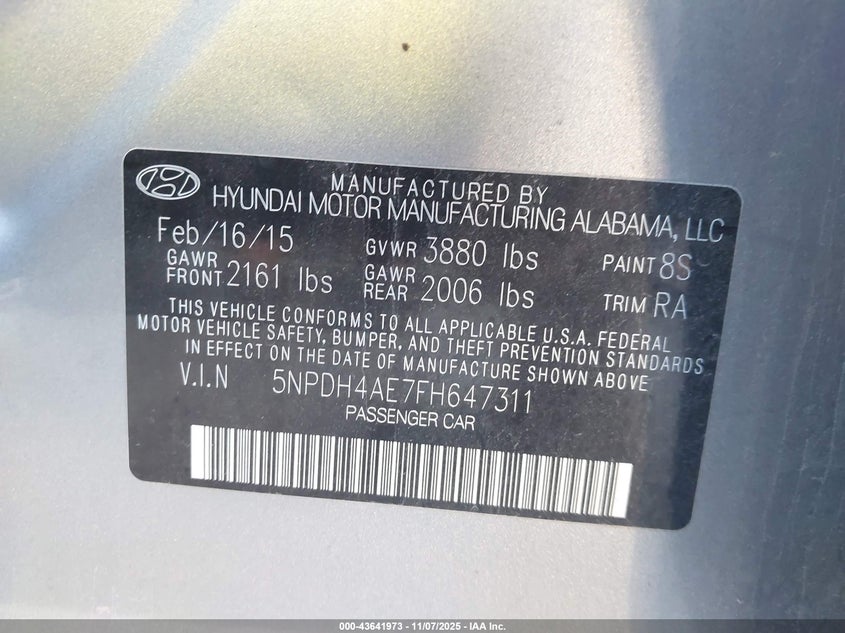 MANUFACTURED BY
HYUNDAI MOTOR MANUFACTURING ALABAMA, LLC
Feb/16/15 GVWR 3880 lbs PAINT 8S
GAWR FRONT 2161 lbs GAWR REAR 2006 lbs TRIM RA
THIS VEHICLE CONFORMS TO ALL APPLICABLE U.S.A. FEDERAL
MOTOR VEHICLE SAFETY, BUMPER, AND THEFT PREVENTION STANDARDS
IN EFFECT ON THE DATE OF MANUFACTURE SHOWN ABOVE
V.I.N 5NPDH4AE7FH647311
PASSENGER CAR
000-43641973 - 11/07/2025 - IAA Inc.